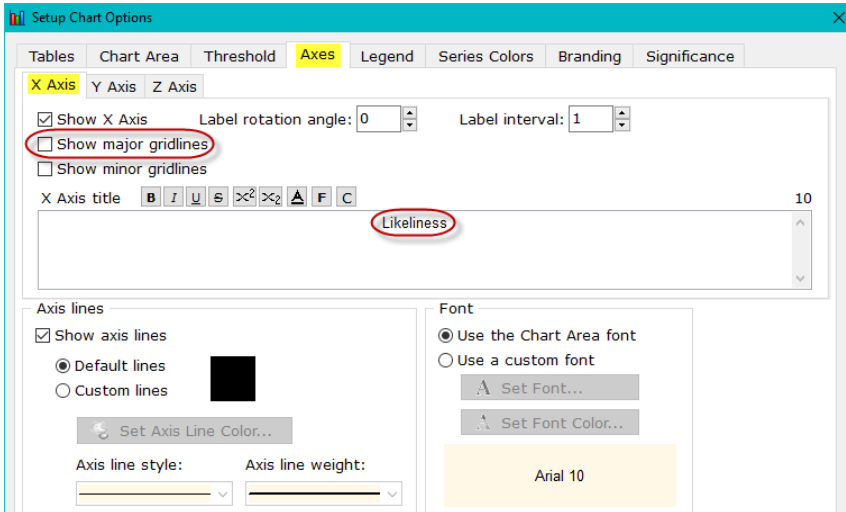 Setup Chart Options
Tables Chart Area Threshold Axes Legend Series Colors Branding Significance
X Axis Y Axis Z Axis
Show X Axis Label rotation angle: 0 Label interval: 1
Show major gridlines
Show minor gridlines
X Axis title B I U S X² X₂ A F C 10
Likeliness
Axis lines Font
Show axis lines Use the Chart Area font
Default lines Use a custom font
Custom lines A Set Font...
Set Axis Line Color... A Set Font Color...
Axis line style: Axis line weight: Arial 10